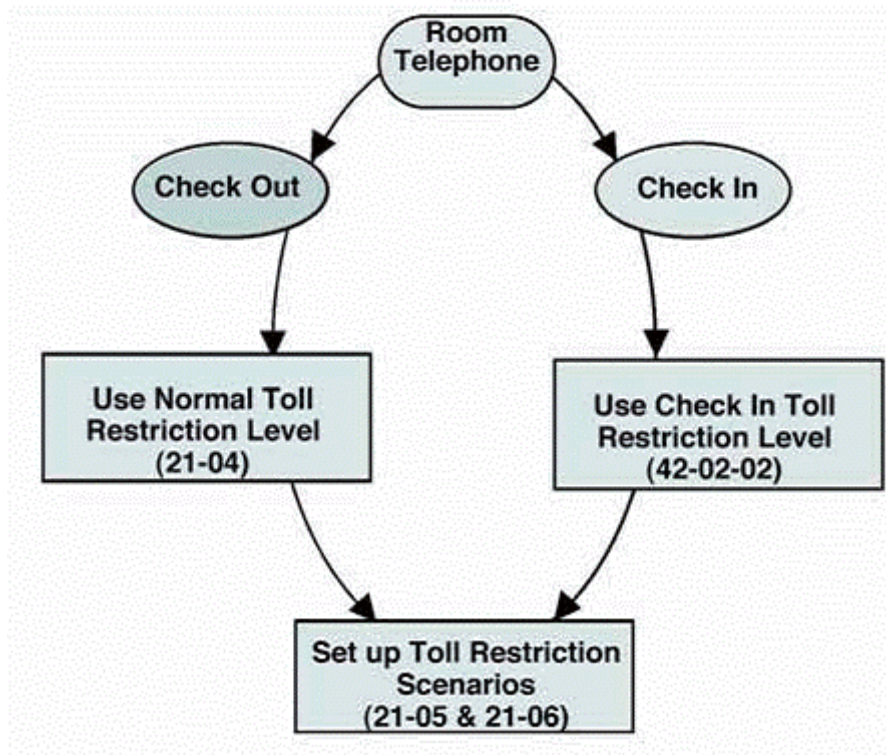 Room
Telephone
Check Out
Check In
Use Normal Toll
Restriction Level
(21-04)
Use Check In Toll
Restriction Level
(42-02-02)
Set up Toll Restriction
Scenarios
(21-05 & 21-06)